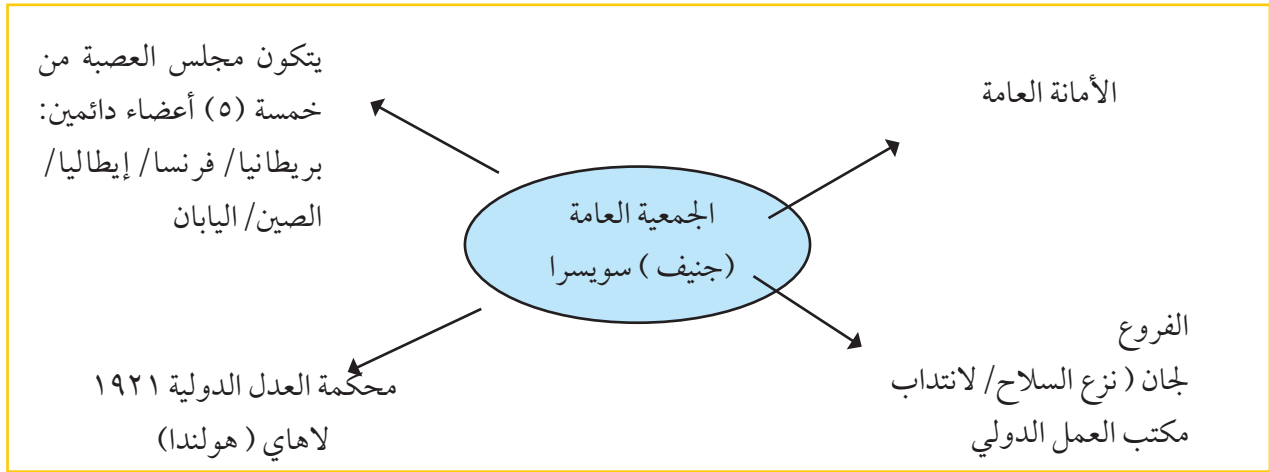 الأمانة العامة
يتكون مجلس العصبة من
خمسة (٥) أعضاء دائمين:
بريطانيا/ فرنسا/ إيطاليا/
الصين/ اليابان
الجمعية العامة
(جنيف) سويسرا
الفروع
لجان (نزع السلاح/ لانتداب
مكتب العمل الدولي
محكمة العدل الدولية ١٩٢١
لاهاي (هولندا)